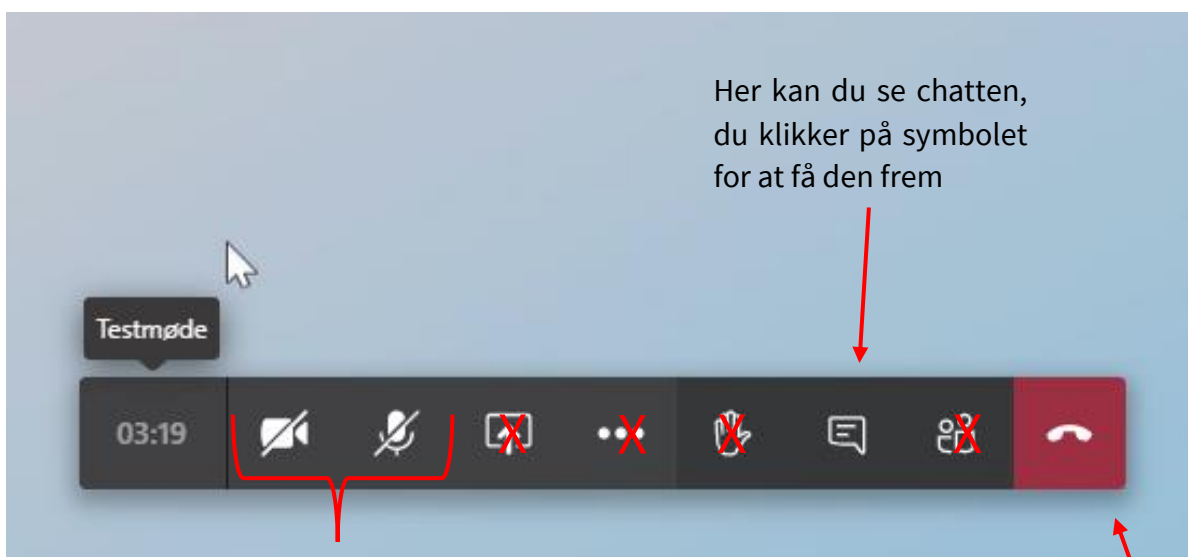 Her kan du se chatten,
du klikker på symbolet
for at få den frem
Testmøde
03:19